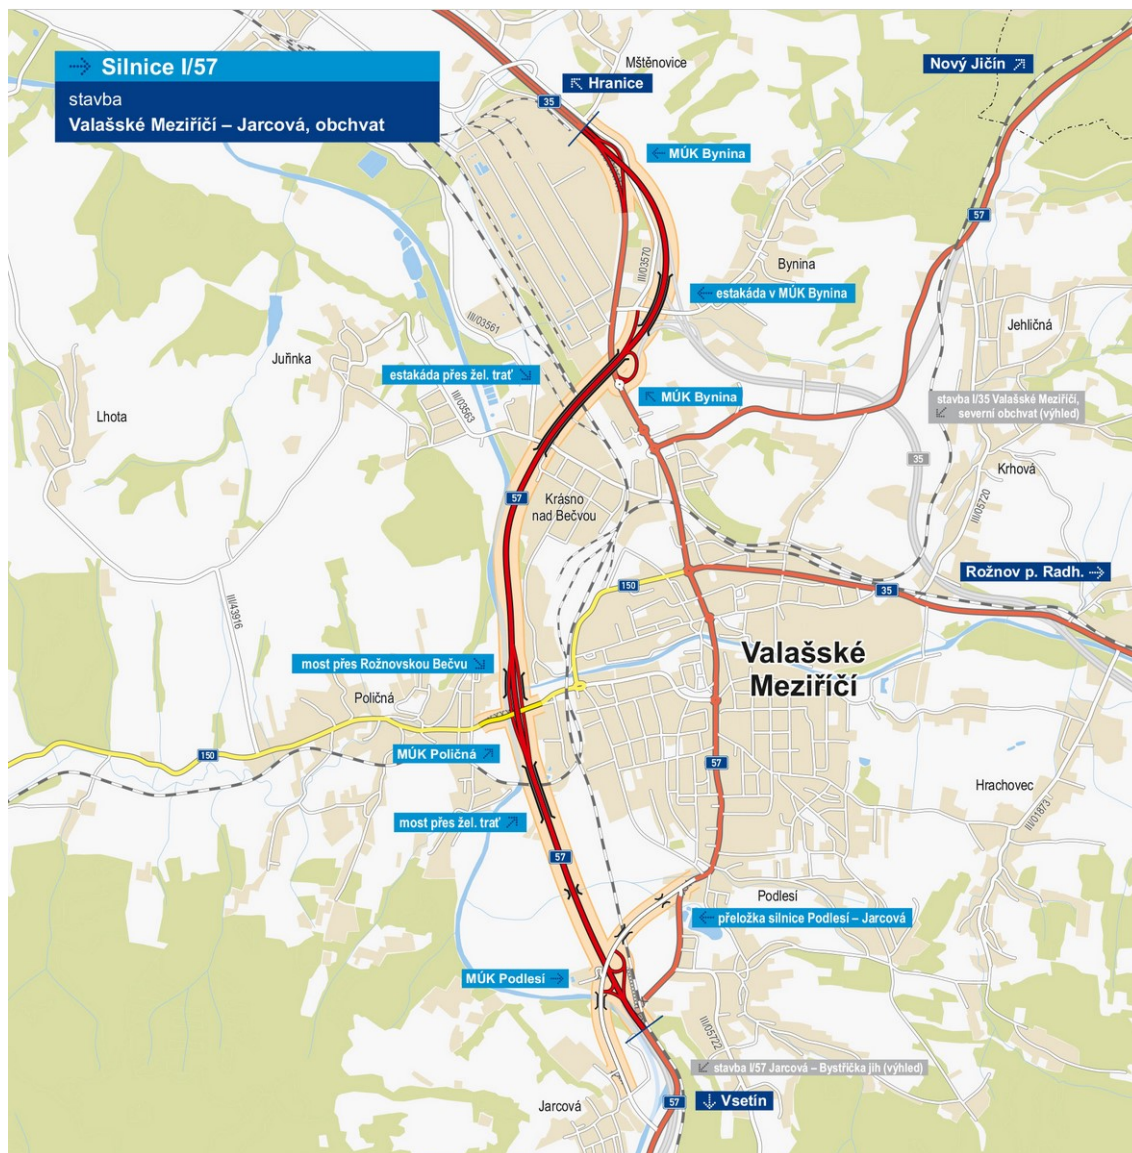 Silnice I/57
stavba
Valašské Meziříčí – Jarcová, obchvat
Mštěnovice
Hranice
35
Nový Jičín
MÚK Bynina
57
III/03570
Bynina
estakáda v MÚK Bynina
III/03561
Jehličná
Juřinka
estakáda přes žel. trať
MÚK Bynina
stavba I/35 Valašské Meziříčí,
severní obchvat (výhled)
III/03563
Lhota
35
Krhová
57
Krásno
nad Bečvou
III/05720
Rožnov p. Radh.
150
35
III/43916
Valašské
Meziříčí
most přes Rožnovskou Bečvu
Poličná
150
MÚK Poličná
57
Hrachovec
most přes žel. trať
III/01873
57
Podlesí
přeložka silnice Podlesí – Jarcová
MÚK Podlesí
III/05722
stavba I/57 Jarcová – Bystřička jih (výhled)
57
Vsetín
Jarcová